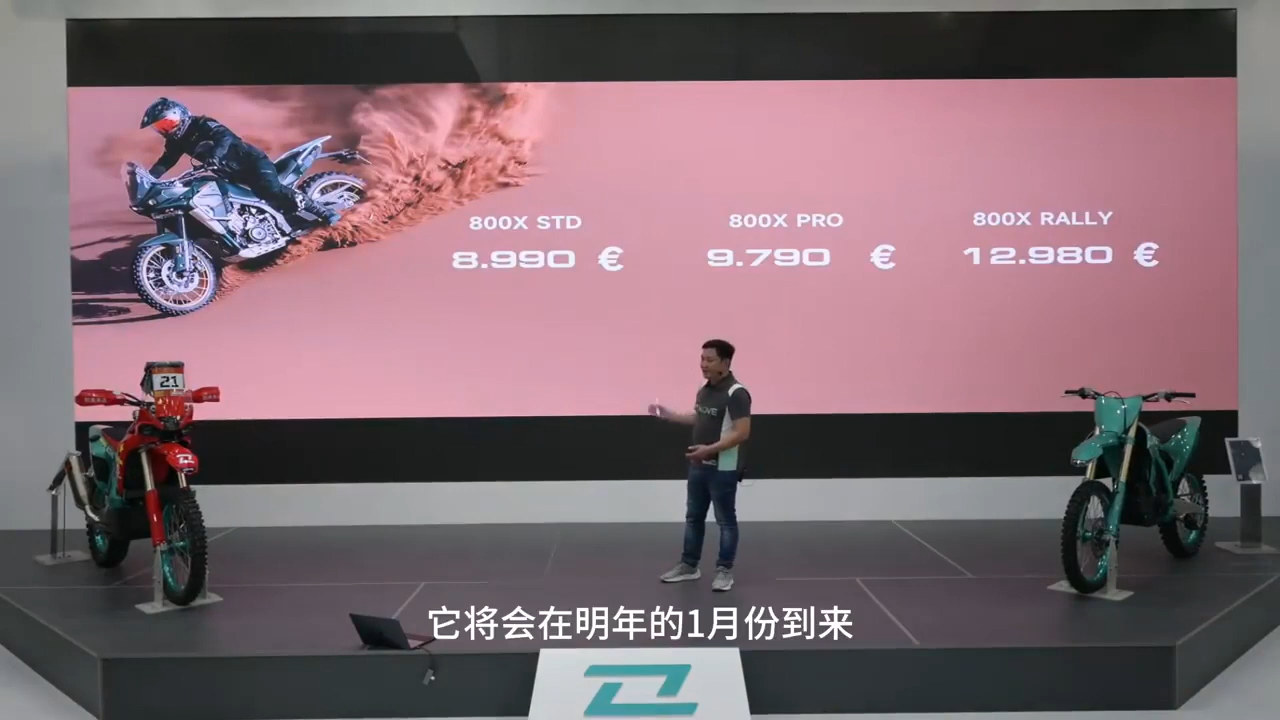 800X STD
8.990 €
800X PRO
9.790 €
800X RALLY
12.980 €
21
它将会在明年的1月份到来